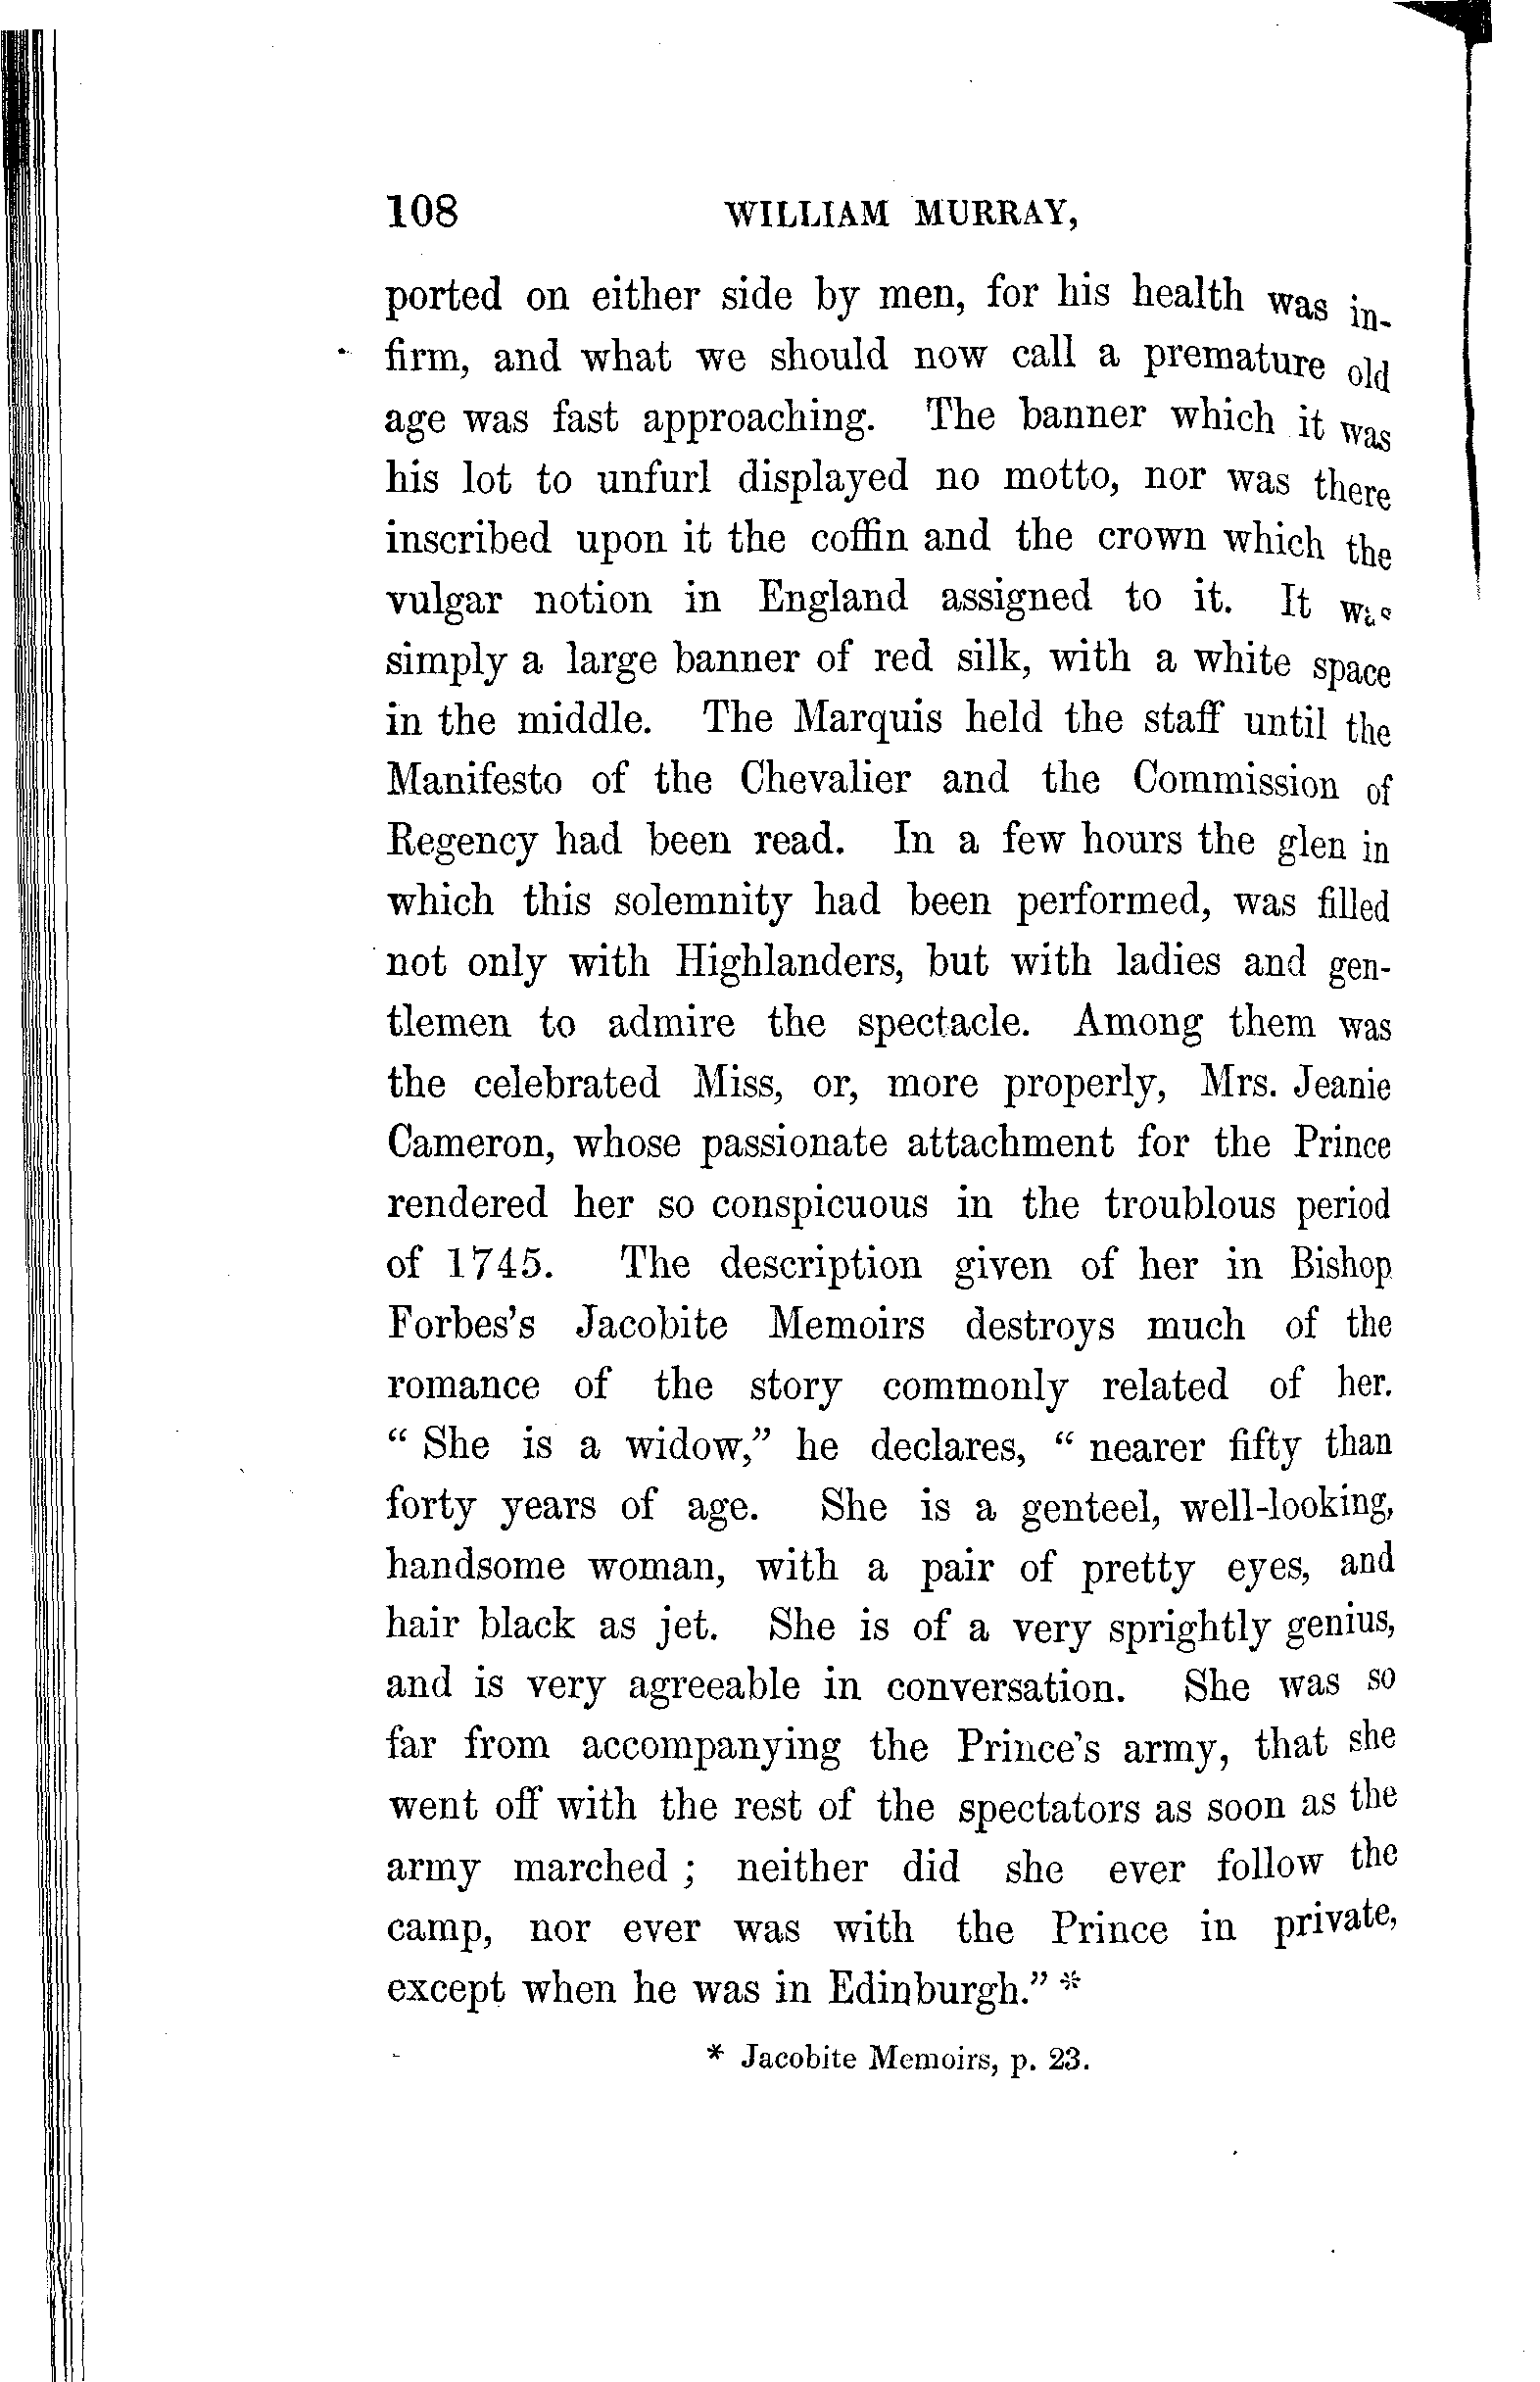 108 WILLIAM MURRAY,
ported on either side by men, for his health was in-
firm, and what we should now call a premature old
age was fast approaching. The banner which it was
his lot to unfurl displayed no motto, nor was there
inscribed upon it the coffin and the crown which the
vulgar notion in England assigned to it. It was
simply a large banner of red silk, with a white space
in the middle. The Marquis held the staff until the
Manifesto of the Chevalier and the Commission of
Regency had been read. In a few hours the glen in
which this solemnity had been performed, was filled
not only with Highlanders, but with ladies and gen-
tlemen to admire the spectacle. Among them was
the celebrated Miss, or, more properly, Mrs. Jeanie
Cameron, whose passionate attachment for the Prince
rendered her so conspicuous in the troublous period
of 1745. The description given of her in Bishop
Forbes's Jacobite Memoirs destroys much of the
romance of the story commonly related of her.
“ She is a widow,” he declares, “ nearer fifty than
forty years of age. She is a genteel, well-looking,
handsome woman, with a pair of pretty eyes, and
hair black as jet. She is of a very sprightly genius,
and is very agreeable in conversation. She was so
far from accompanying the Prince's army, that she
went off with the rest of the spectators as soon as the
army marched ; neither did she ever follow the
camp, nor ever was with the Prince in private,
except when he was in Edinburgh.” *
* Jacobite Memoirs, p. 23.